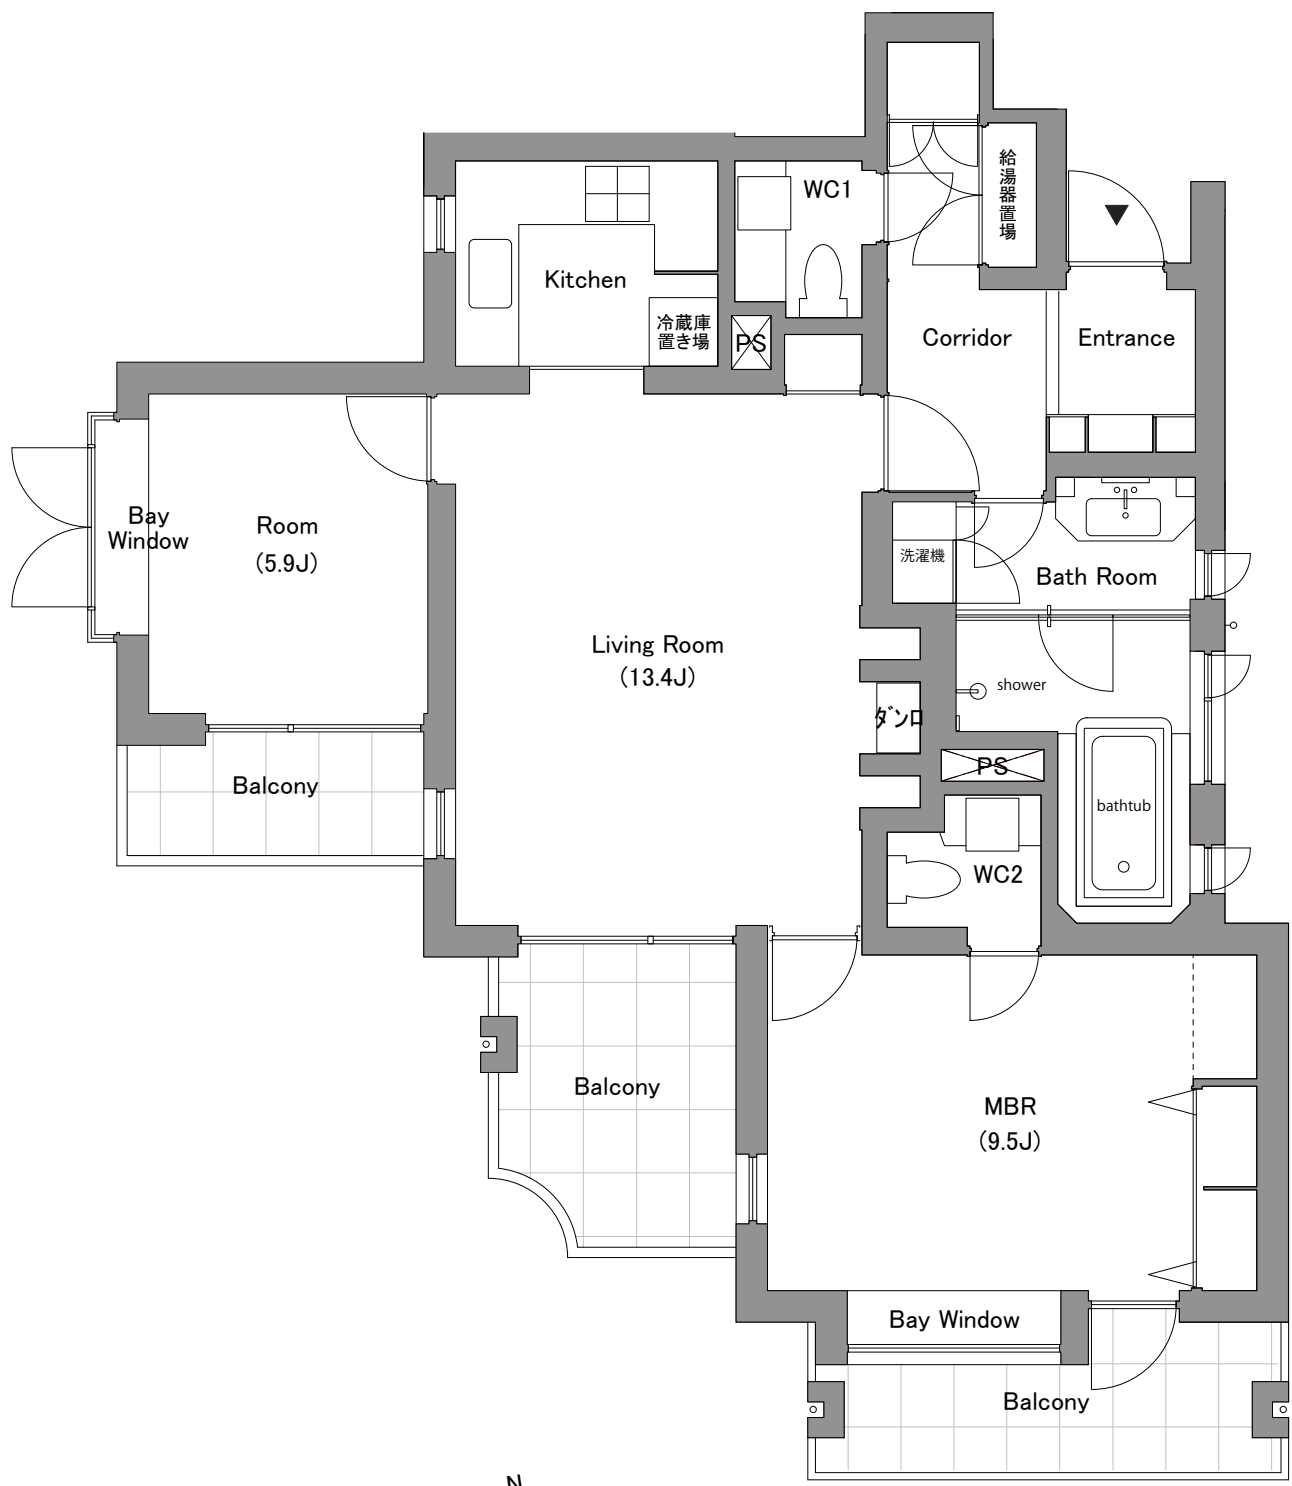 WC1
給湯器置場
Kitchen
冷蔵庫
置き場
PS
Corridor
Entrance
Bay
Window
Room
(5.9J)
洗濯機
Bath Room
Living Room
(13.4J)
shower
ダンロ
PS
Balcony
bathtub
WC2
Balcony
MBR
(9.5J)
Bay Window
Balcony
N